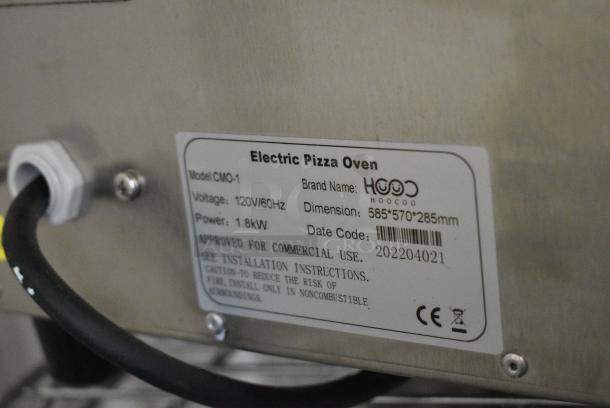 Electric Pizza Oven
Model:CMO-1
Brand Name: HOOC
HOOCOO
Voltage: 120V/60Hz
Dimension: 585*570*285mm
Power: 1.8kW
Date Code:
202204021
APPROVED FOR COMMERCIAL USE.
SEE INSTALLATION INSTRUCTIONS.
CAUTION-TO REDUCE THE RISK OF
FIRE, INSTALL ONLY IN NONCOMBUSTIBLE
SURROUNDINGS.
CE